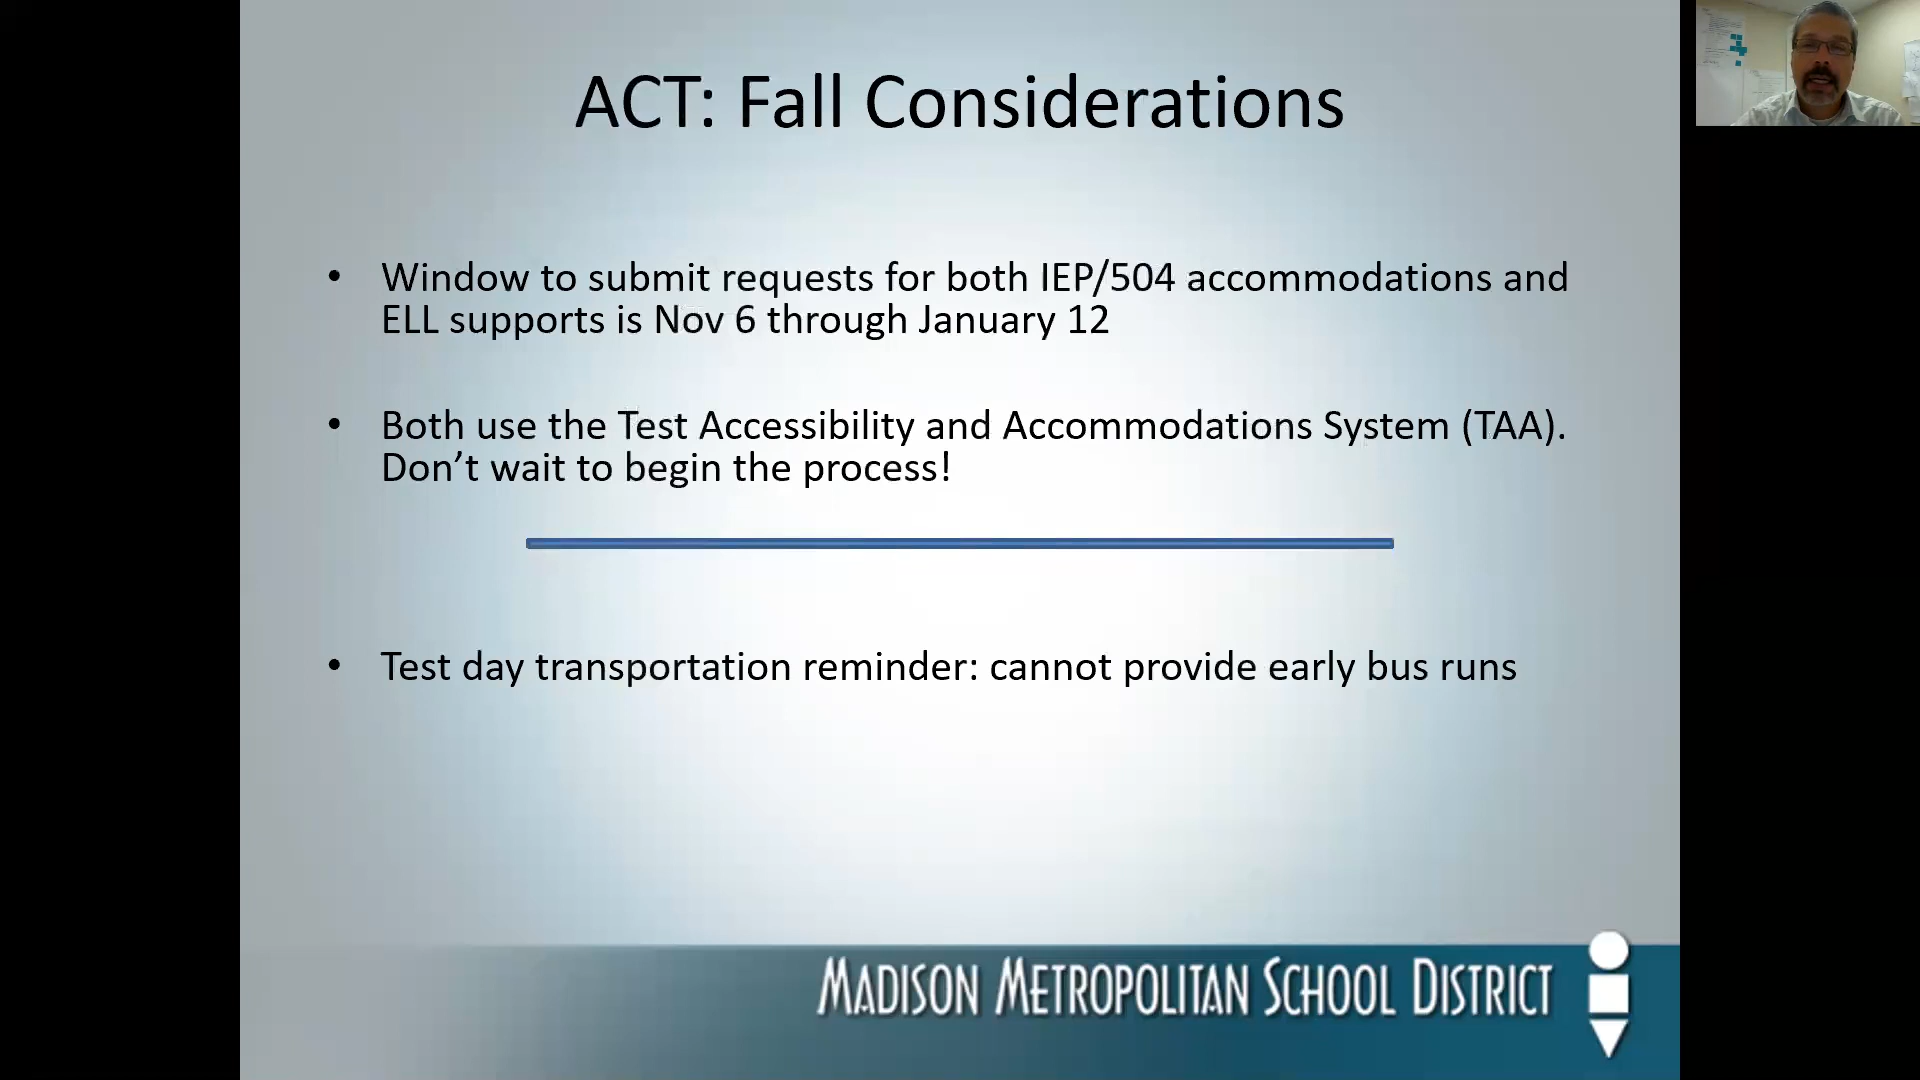 ACT: Fall Considerations
• Window to submit requests for both IEP/504 accommodations and
ELL supports is Nov 6 through January 12
• Both use the Test Accessibility and Accommodations System (TAA).
Don’t wait to begin the process!
• Test day transportation reminder: cannot provide early bus runs
MADISON METROPOLITAN SCHOOL DISTRICT